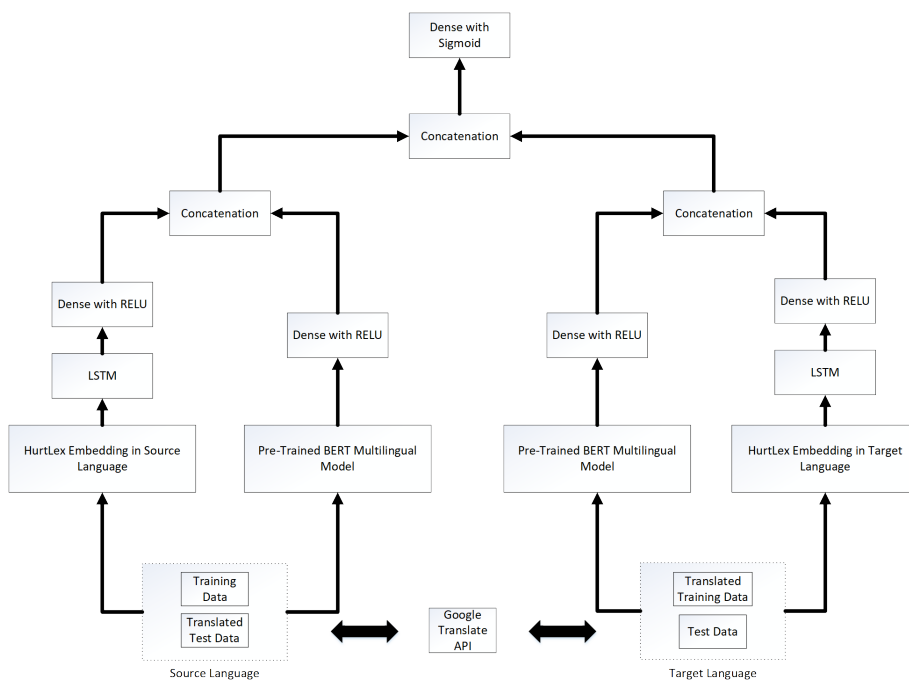 Dense with
Sigmoid
Concatenation
Concatenation
Concatenation
Dense with RELU
Dense with RELU
Dense with RELU
Dense with RELU
LSTM
LSTM
HurtLex Embedding in Source
Language
Pre-Trained BERT Multilingual
Model
Pre-Trained BERT Multilingual
Model
HurtLex Embedding in Target
Language
Training
Data
Translated
Test Data
Google
Translate
API
Translated
Training Data
Test Data
Source Language
Target Language